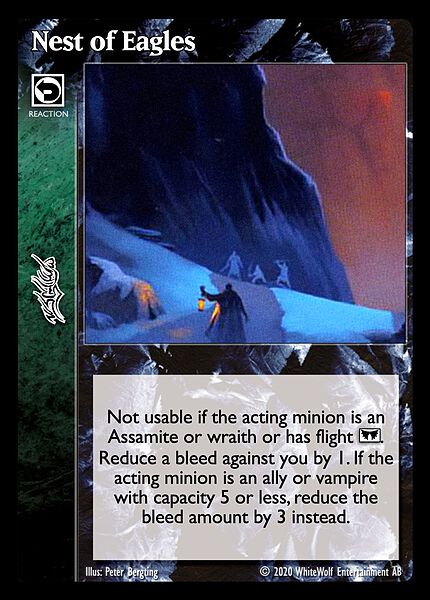 Nest of Eagles
REACTION
Not usable if the acting minion is an
Assamite or wraith or has flight .
Reduce a bleed against you by 1. If the
acting minion is an ally or vampire
with capacity 5 or less, reduce the
bleed amount by 3 instead.
Illus: Peter Bergting © 2020 WhiteWolf Entertainment AB